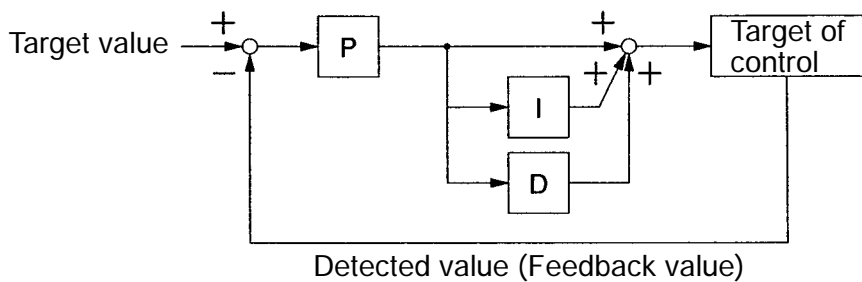 +
Target value
−
P
+
+
+
I
D
Target of
control
Detected value (Feedback value)